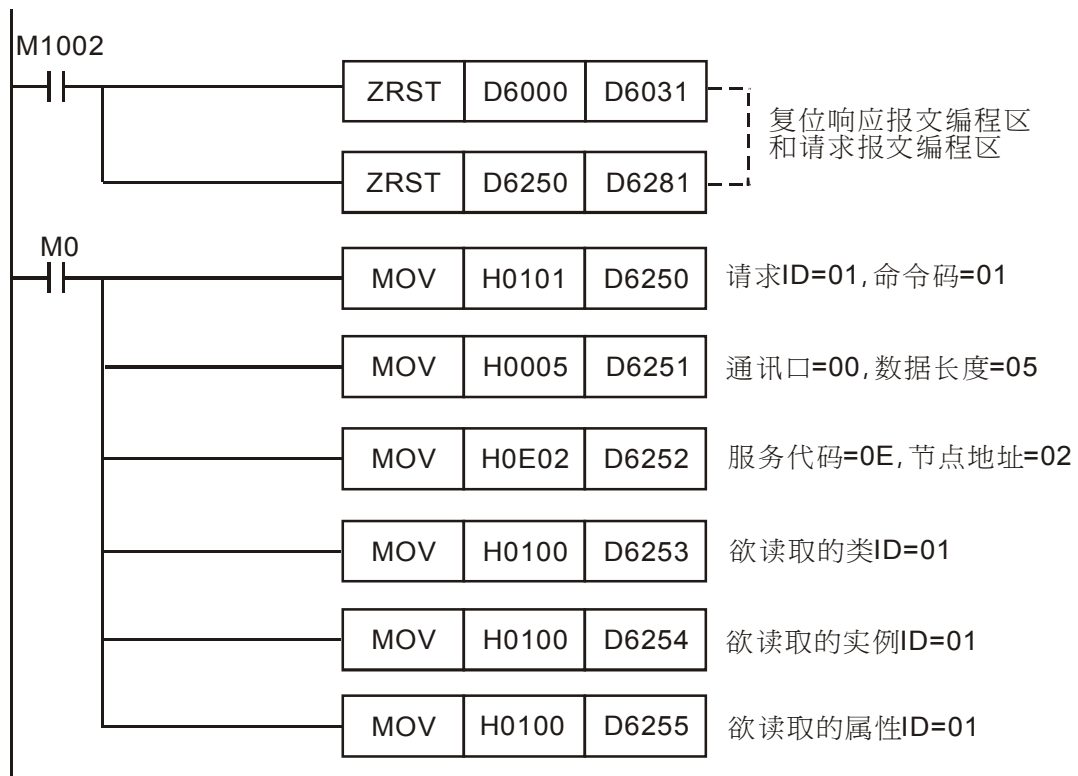 M1002
ZRST D6000 D6031
复位响应报文编程区
和请求报文编程区
ZRST D6250 D6281
M0
MOV H0101 D6250 请求ID=01,命令码=01
MOV H0005 D6251 通讯口=00,数据长度=05
MOV H0E02 D6252 服务代码=0E,节点地址=02
MOV H0100 D6253 欲读取的类ID=01
MOV H0100 D6254 欲读取的实例ID=01
MOV H0100 D6255 欲读取的属性ID=01